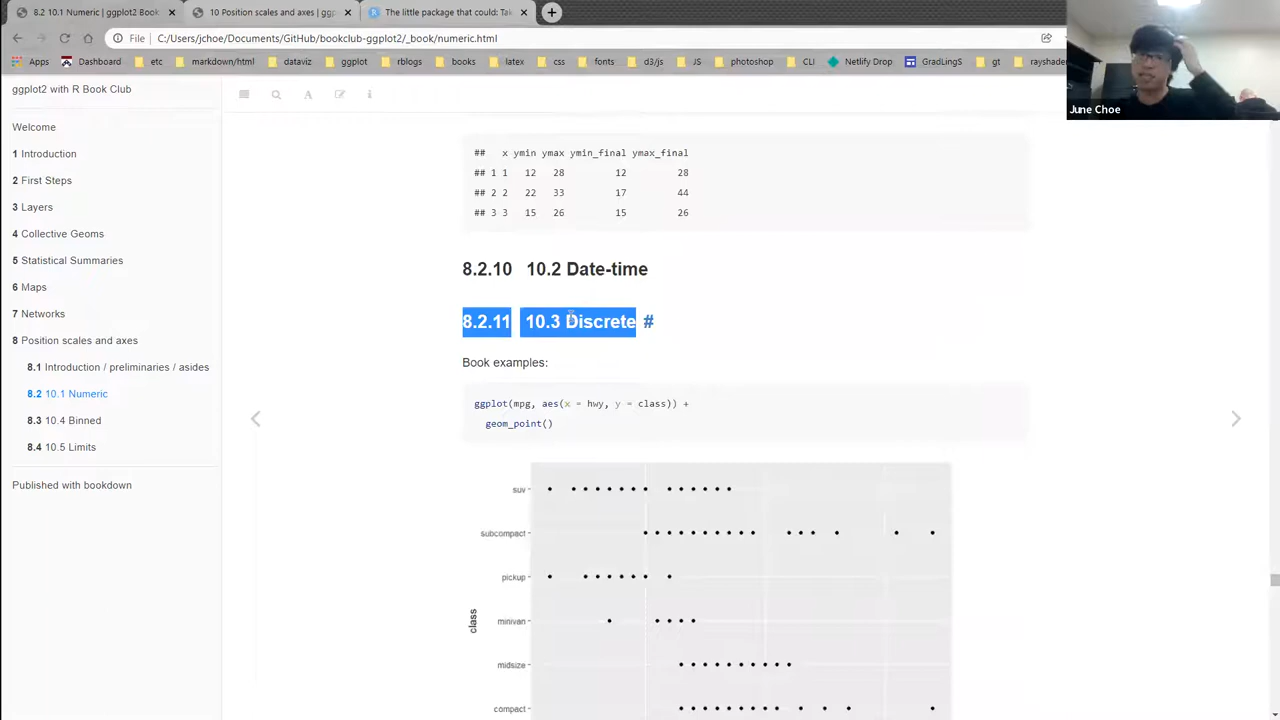 8.2 10.1 Numeric | ggplot2 Book
10 Position scales and axes | ggp
The little package that could: Tak
File
C:/Users/jchoe/Documents/GitHub/bookclub-ggplot2/_book/numeric.html
Apps
Dashboard
etc
markdown/html
dataviz
ggplot
rblogs
books
latex
css
fonts
d3/js
JS
photoshop
CLI
Netlify Drop
GradLingS
gt
rayshader
June Choe
ggplot2 with R Book Club
Welcome
1 Introduction
2 First Steps
3 Layers
4 Collective Geoms
5 Statistical Summaries
6 Maps
7 Networks
8 Position scales and axes
8.1 Introduction / preliminaries / asides
8.2 10.1 Numeric
8.3 10.4 Binned
8.4 10.5 Limits
Published with bookdown
## x ymin ymax ymin_final ymax_final
## 1 1 12 28 12 28
## 2 2 22 33 17 44
## 3 3 15 26 15 26
8.2.10 10.2 Date-time
8.2.11 10.3 Discrete #
Book examples:
ggplot(mpg, aes(x = hwy, y = class)) +
geom_point()
suv
subcompact
pickup
minivan
midsize
compact
class